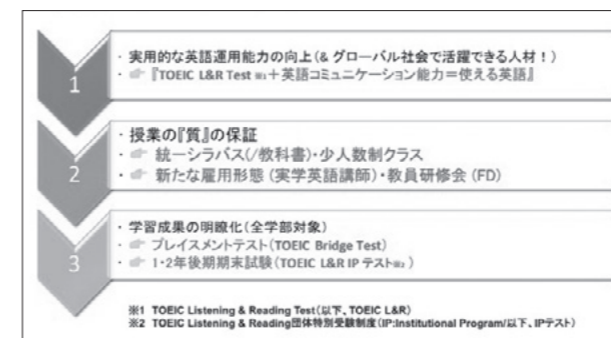 1
・実用的な英語運用能力の向上(& グローバル社会で活躍できる人材!)
・☞『TOEIC L&R Test ※1+英語コミュニケーション能力=使える英語』
2
・授業の『質』の保証
・☞ 統一シラバス(/教科書)・少人数制クラス
・☞ 新たな雇用形態(実学英語講師)・教員研修会(FD)
3
・学習成果の明瞭化(全学部対象)
・☞ プレイスメントテスト(TOEIC Bridge Test)
・☞ 1・2年後期期末試験(TOEIC L&R IP テスト※2 )
※1 TOEIC Listening & Reading Test(以下、TOEIC L&R)
※2 TOEIC Listening & Reading団体特別受験制度(IP:Institutional Program/以下、IPテスト)